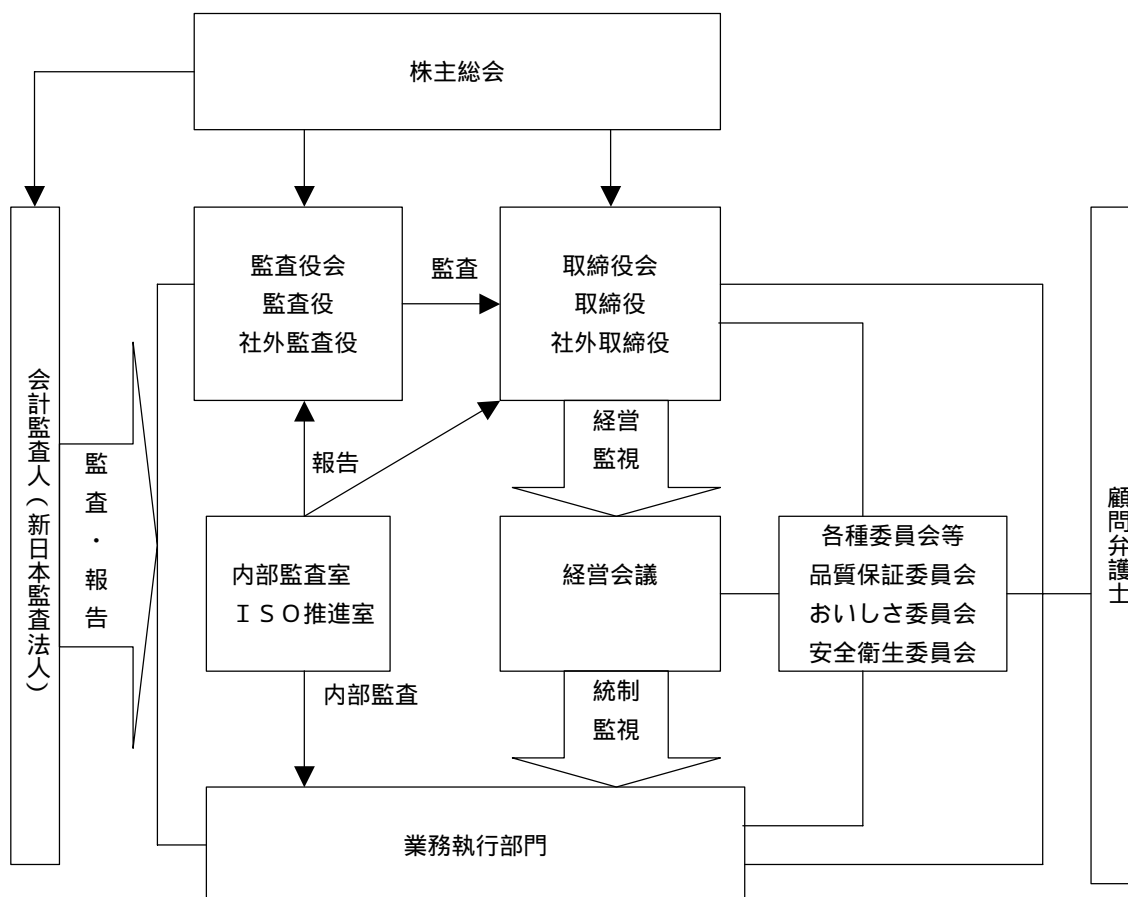 株主総会
監査役会
監査役
社外監査役
監査
取締役会
取締役
社外取締役
会計監査人(新日本監査法人)
監査・報告
報告
経営
監視
内部監査室
ISO推進室
経営会議
各種委員会等
品質保証委員会
おいしさ委員会
安全衛生委員会
顧問弁護士
内部監査
統制
監視
業務執行部門